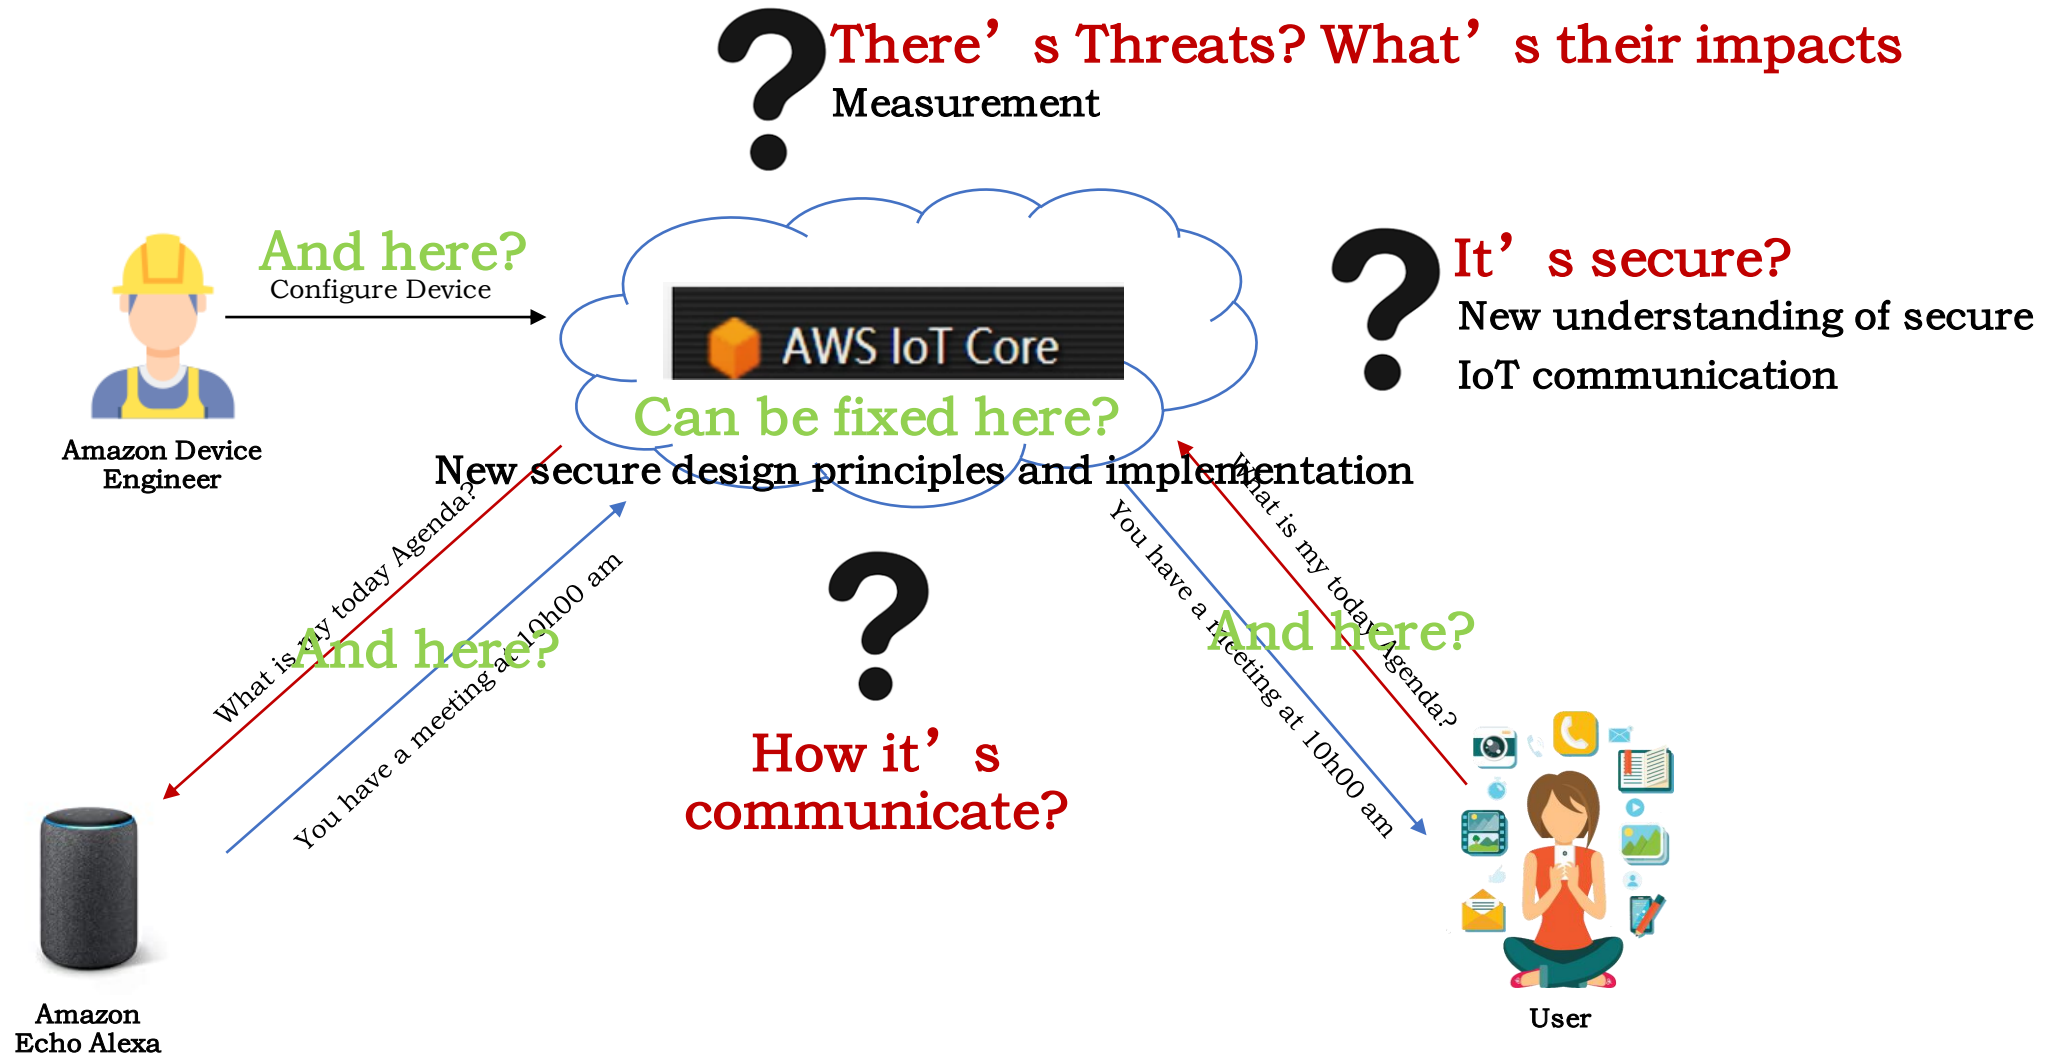 There’s Threats? What’s their impacts
Measurement
And here?
Configure Device
It’s secure?
New understanding of secure
IoT communication
AWS IoT Core
Can be fixed here?
New secure design principles and implementation
Amazon Device
Engineer
What is my today Agenda?
You have a meeting at 10h00 am
And here?
What is my today Agenda?
You have a meeting at 10h00 am
And here?
How it’s
communicate?
Amazon
Echo Alexa
User